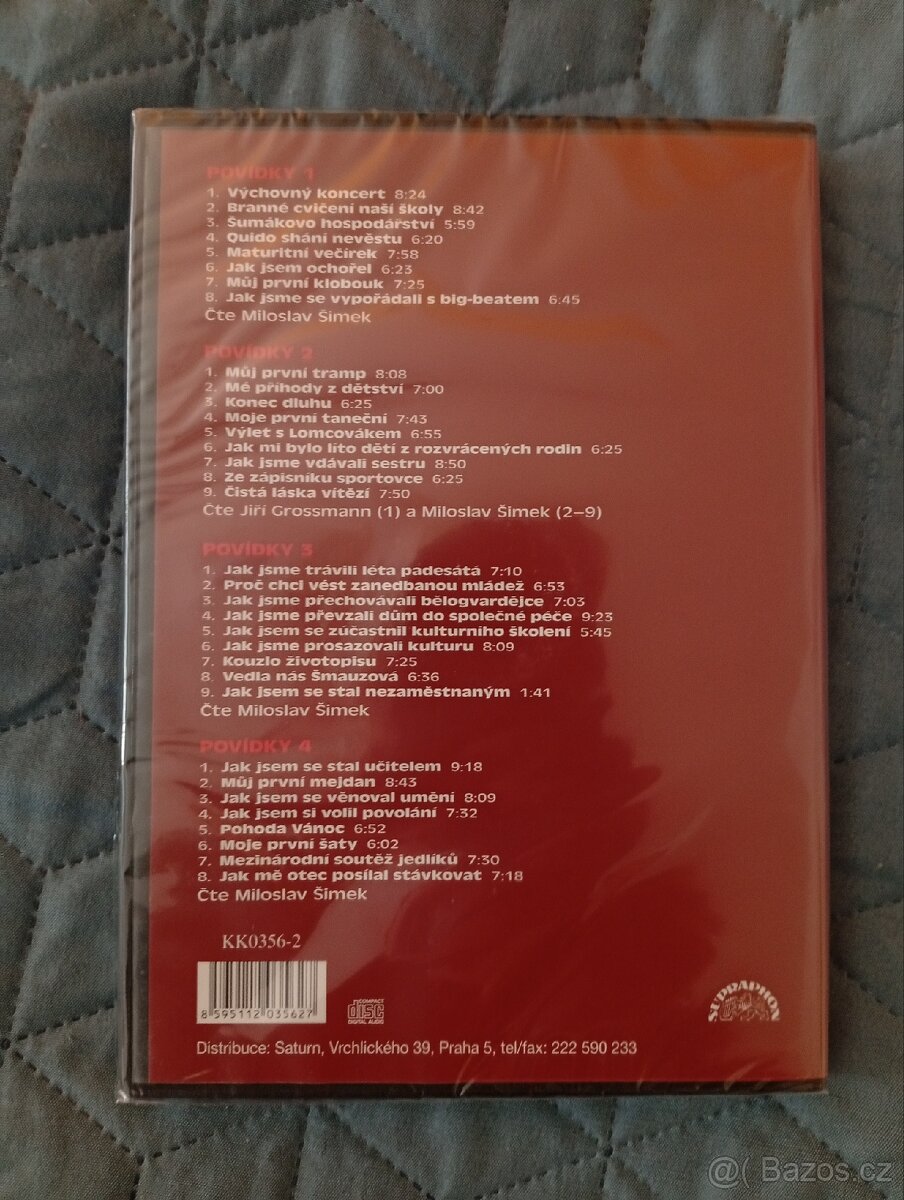 POVÍDKY 1
1. Výchovný koncert 8:24
2. Branné cvičení naší školy 8:42
3. Šumákovo hospodářství 5:59
4. Quido shání nevěstu 6:20
5. Maturitní večírek 7:58
6. Jak jsem ochořel 6:23
7. Můj první klobouk 7:25
8. Jak jsme se vypořádali s big-beatem 6:45
Čte Miloslav Šimek
POVÍDKY 2
1. Můj první tramp 8:08
2. Mé příhody z dětství 7:00
3. Konec dluhu 6:25
4. Moje první taneční 7:43
5. Výlet s Lomcovákem 6:55
6. Jak mi bylo líto dětí z rozvrácených rodin 6:25
7. Jak jsme vdávali sestru 8:50
8. Ze zápisníku sportovce 6:25
9. Čistá láska vítězí 7:50
Čte Jiří Grossmann (1) a Miloslav Šimek (2–9)
POVÍDKY 3
1. Jak jsme trávili léta padesátá 7:10
2. Proč chci vést zanedbanou mládež 6:53
3. Jak jsme přechovávali bělogvardějce 7:03
4. Jak jsme převzali dům do společné péče 9:23
5. Jak jsem se zúčastnil kulturního školení 5:45
6. Jak jsme prosazovali kulturu 8:09
7. Kouzlo životopisu 7:25
8. Vedla nás Šmauzová 6:36
9. Jak jsem se stal nezaměstnaným 1:41
Čte Miloslav Šimek
POVÍDKY 4
1. Jak jsem se stal učitelem 9:18
2. Můj první mejdan 8:43
3. Jak jsem se věnoval umění 8:09
4. Jak jsem si volil povolání 7:32
5. Pohoda Vánoc 6:52
6. Moje první šaty 6:02
7. Mezinárodní soutěž jedlíků 7:30
8. Jak mě otec posílal stávkovat 7:18
Čte Miloslav Šimek
KK0356-2
8 595112 035627
COMPACT
disc
DIGITAL AUDIO
SUPRAPHON
Distribuce: Saturn, Vrchlického 39, Praha 5, tel/fax: 222 590 233
@( Bazos.cz